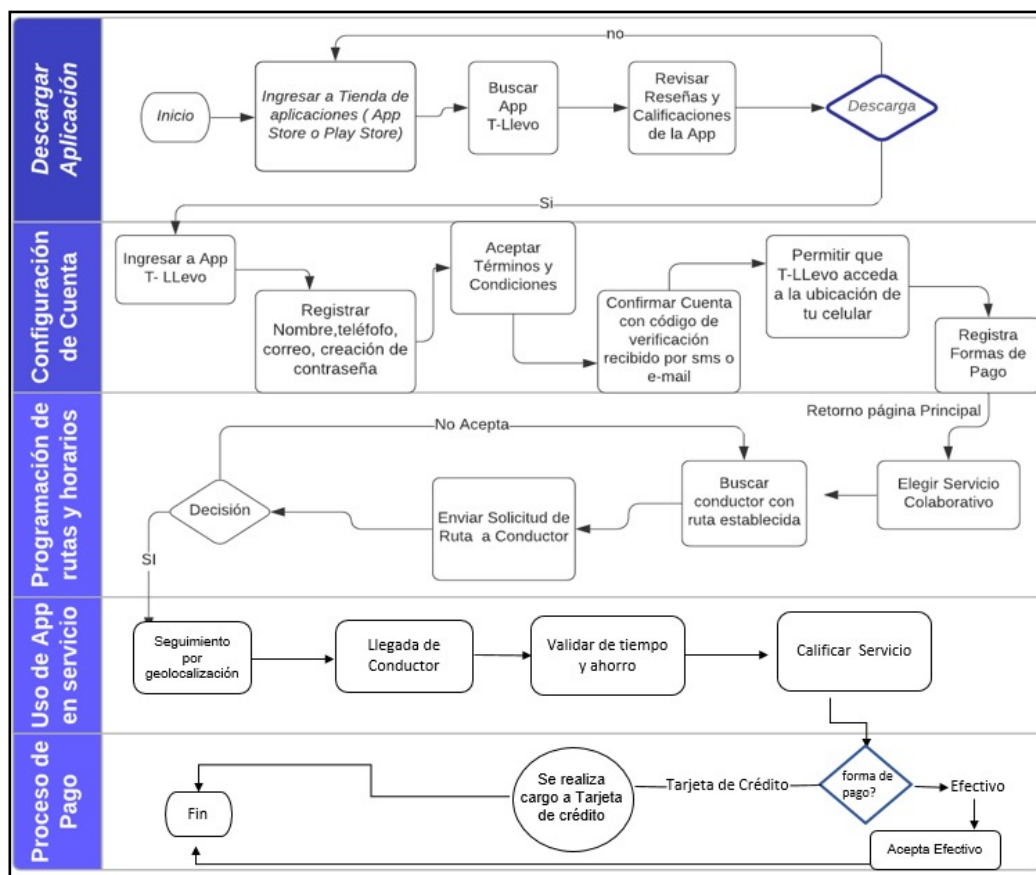 Descargar
Aplicación
no
Inicio
Ingresar a Tienda de
aplicaciones ( App
Store o Play Store)
Buscar
App
T-Llevo
Revisar
Reseñas y
Calificaciones
de la App
Descarga
Si
Configuración
de Cuenta
Ingresar a App
T- LLevo
Registrar
Nombre,teléfofo,
correo, creación de
contraseña
Aceptar
Términos y
Condiciones
Confirmar Cuenta
con código de
verificación
recibido por sms o
e-mail
Permitir que
T-LLevo acceda
a la ubicación de
tu celular
Registra
Formas de
Pago
Programación de
rutas y horarios
Retorno página Principal
Elegir Servicio
Colaborativo
Buscar
conductor con
ruta establecida
Enviar Solicitud de
Ruta a Conductor
Decisión
No Acepta
SI
Uso de App
en servicio
Seguimiento
por
geolocalización
Llegada de
Conductor
Validar de tiempo
y ahorro
Calificar Servicio
Proceso de
Pago
forma de
pago?
Tarjeta de Crédito
Se realiza
cargo a Tarjeta
de crédito
Efectivo
Acepta Efectivo
Fin